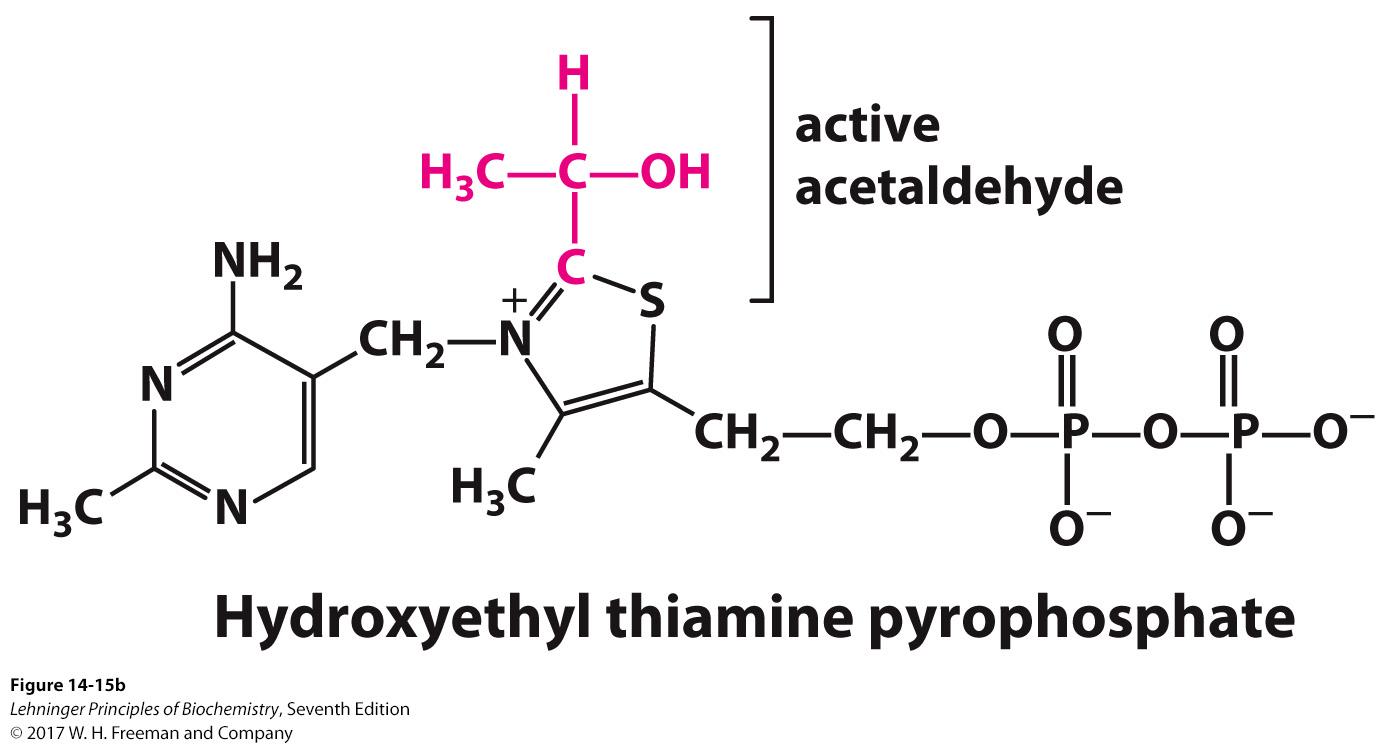 H
H₃C—C—OH
active
acetaldehyde
C
NH₂
+
S
CH₂—N
N
O O
CH₂—CH₂—O—P—O—P—O⁻
H₃C
H₃C
N
O⁻ O⁻
Hydroxyethyl thiamine pyrophosphate
Figure 14-15b
Lehninger Principles of Biochemistry, Seventh Edition
© 2017 W. H. Freeman and Company